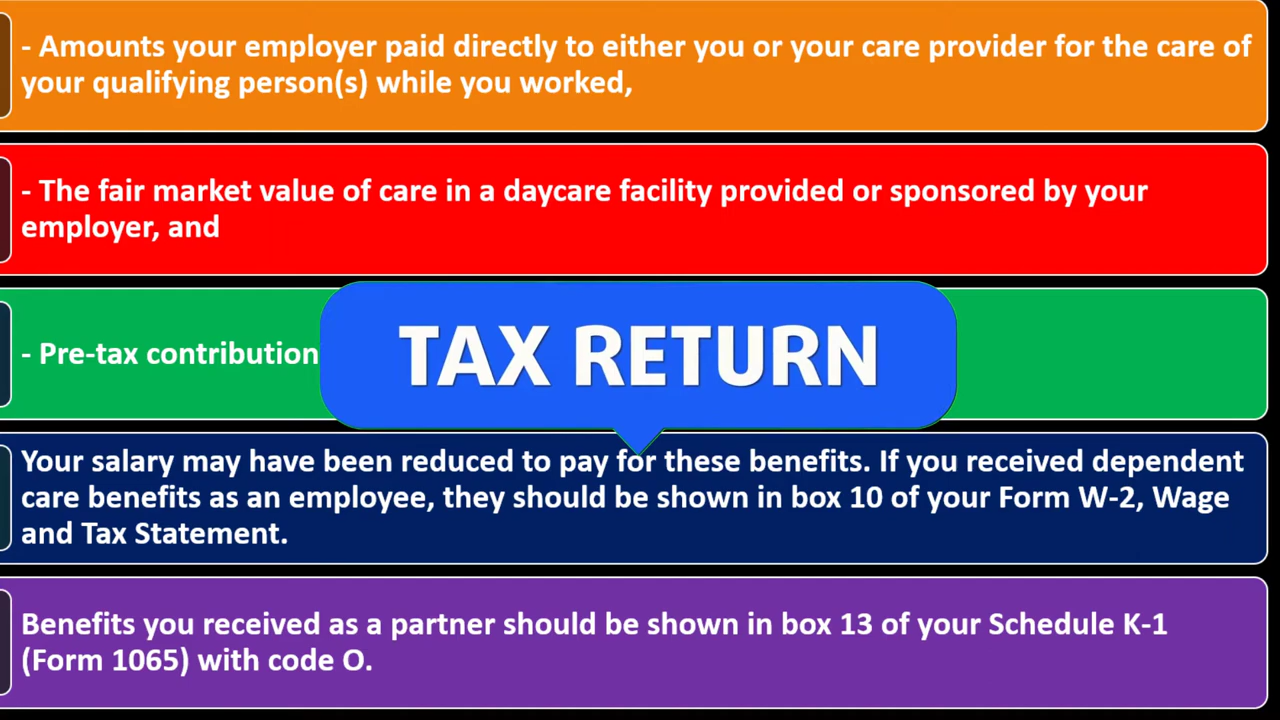 - Amounts your employer paid directly to either you or your care provider for the care of
your qualifying person(s) while you worked,
- The fair market value of care in a daycare facility provided or sponsored by your
employer, and
- Pre-tax contribution
TAX RETURN
Your salary may have been reduced to pay for these benefits. If you received dependent
care benefits as an employee, they should be shown in box 10 of your Form W-2, Wage
and Tax Statement.
Benefits you received as a partner should be shown in box 13 of your Schedule K-1
(Form 1065) with code O.